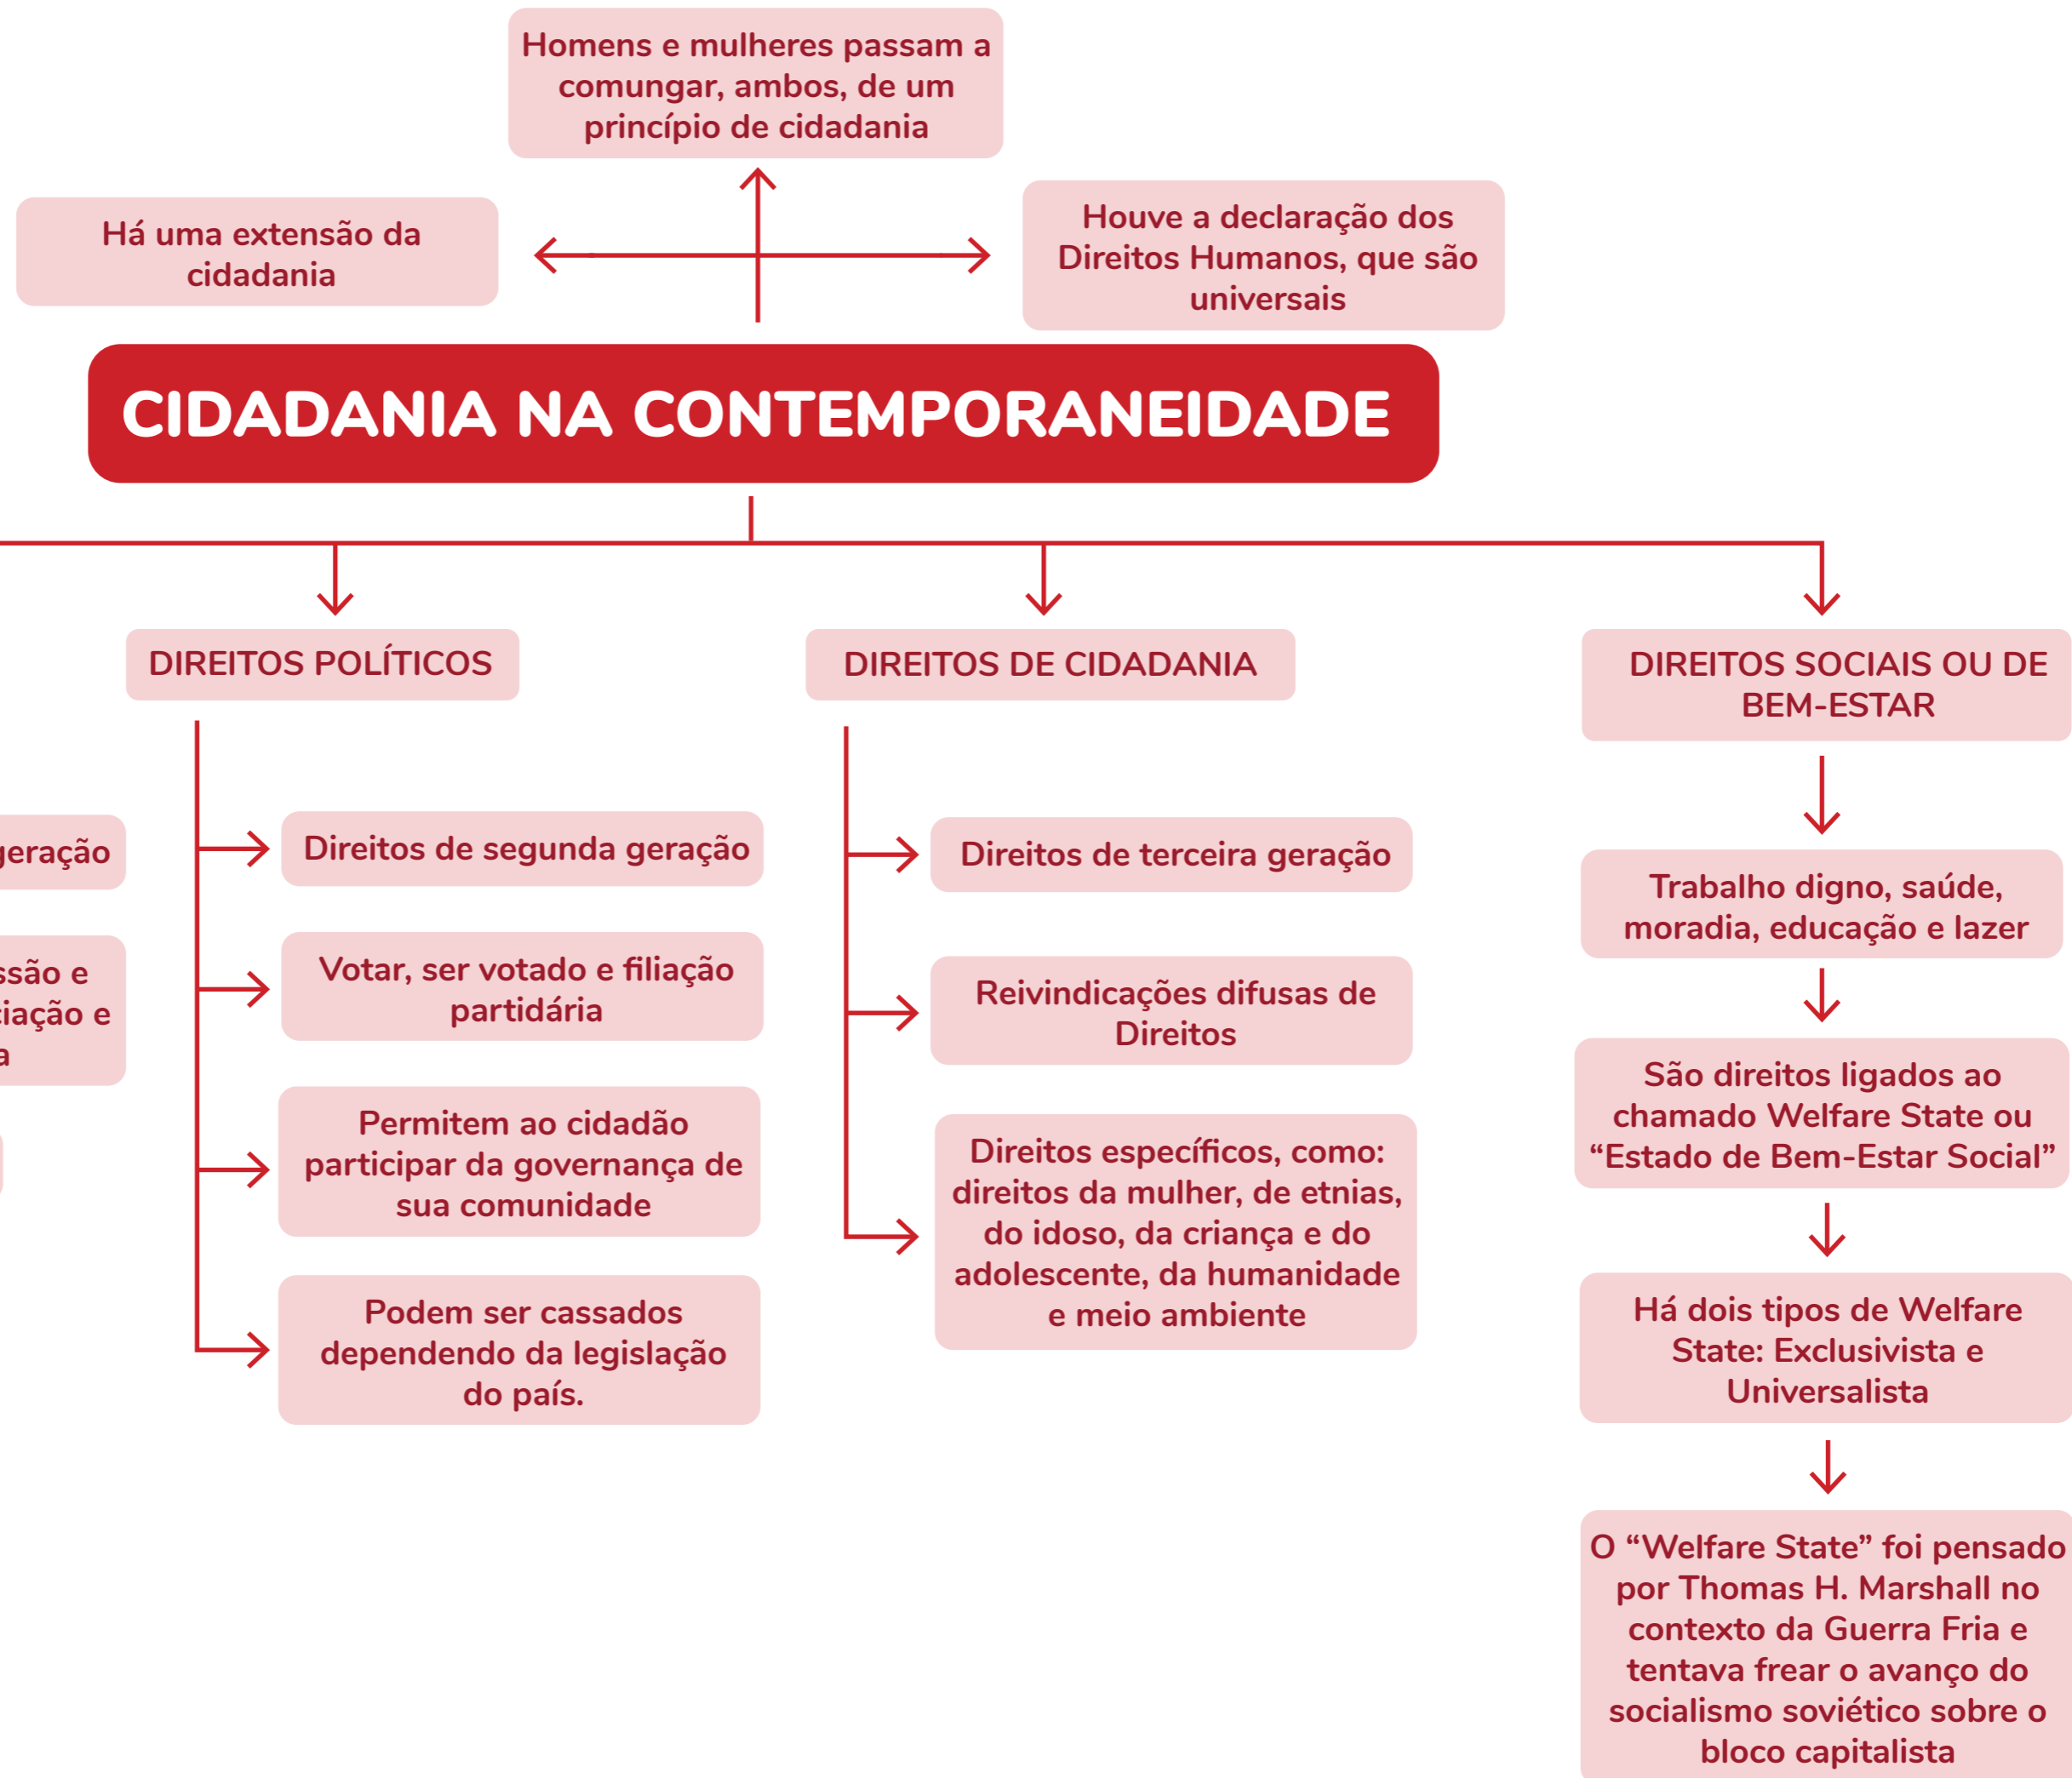 Homens e mulheres passam a
comungar, ambos, de um
princípio de cidadania
Há uma extensão da
cidadania
Houve a declaração dos
Direitos Humanos, que são
universais
CIDADANIA NA CONTEMPORANEIDADE
DIREITOS POLÍTICOS
DIREITOS DE CIDADANIA
DIREITOS SOCIAIS OU DE
BEM-ESTAR
geração
e
e
Direitos de segunda geração
Votar, ser votado e filiação
partidária
Permitem ao cidadão
participar da governança de
sua comunidade
Podem ser cassados
dependendo da legislação
do país.
Direitos de terceira geração
Reivindicações difusas de
Direitos
Direitos específicos, como:
direitos da mulher, de etnias,
do idoso, da criança e do
adolescente, da humanidade
e meio ambiente
Trabalho digno, saúde,
moradia, educação e lazer
São direitos ligados ao
chamado Welfare State ou
“Estado de Bem-Estar Social”
Há dois tipos de Welfare
State: Exclusivista e
Universalista
O “Welfare State” foi pensado
por Thomas H. Marshall no
contexto da Guerra Fria e
tentava frear o avanço do
socialismo soviético sobre o
bloco capitalista